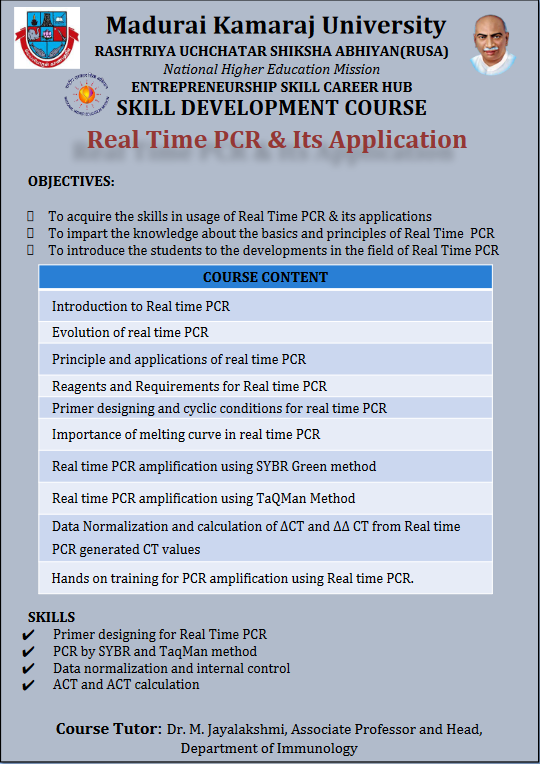 Madurai Kamaraj University
RASHTRIYA UCHCHATAR SHIKSHA ABHIYAN(RUSA)
National Higher Education Mission
ENTREPRENEURSHIP SKILL CAREER HUB
SKILL DEVELOPMENT COURSE
Real Time PCR & Its Application
OBJECTIVES:
To acquire the skills in usage of Real Time PCR & its applications
To impart the knowledge about the basics and principles of Real Time PCR
To introduce the students to the developments in the field of Real Time PCR
COURSE CONTENT
Introduction to Real time PCR
Evolution of real time PCR
Principle and applications of real time PCR
Reagents and Requirements for Real time PCR
Primer designing and cyclic conditions for real time PCR
Importance of melting curve in real time PCR
Real time PCR amplification using SYBR Green method
Real time PCR amplification using TaQMan Method
Data Normalization and calculation of ΔCT and ΔΔ CT from Real time
PCR generated CT values
Hands on training for PCR amplification using Real time PCR.
SKILLS
✔ Primer designing for Real Time PCR
✔ PCR by SYBR and TaqMan method
✔ Data normalization and internal control
✔ ACT and ACT calculation
Course Tutor: Dr. M. Jayalakshmi, Associate Professor and Head,
Department of Immunology